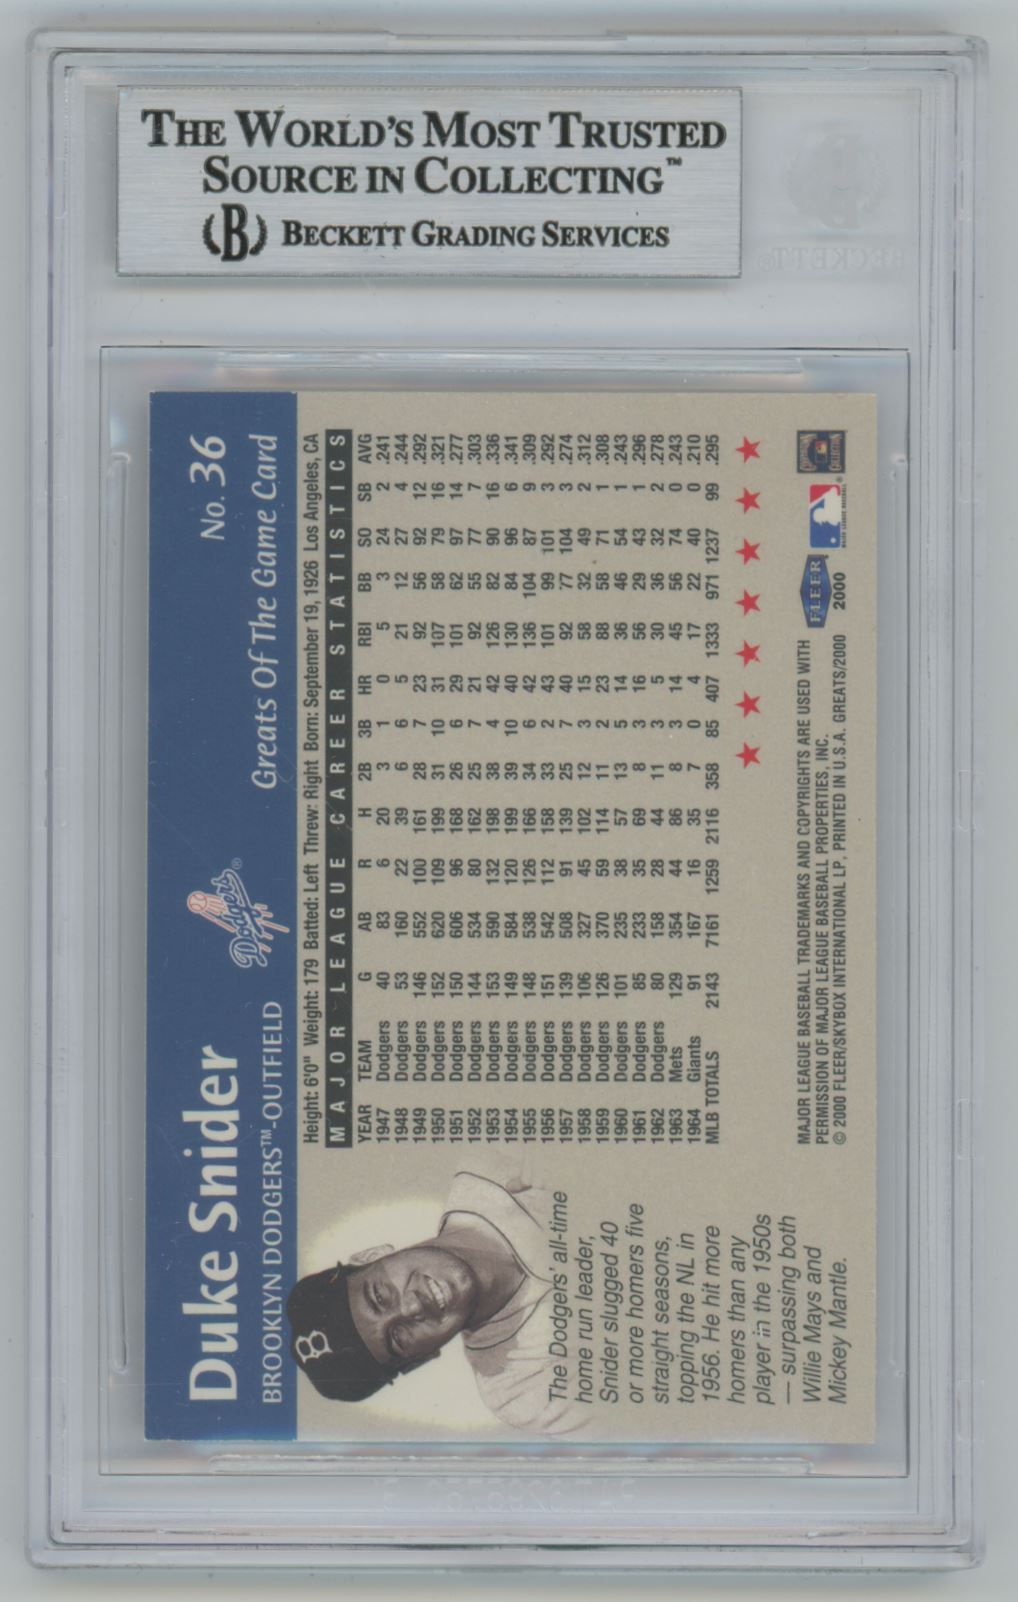 THE WORLD'S MOST TRUSTED
SOURCE IN COLLECTING™
B BECKETT GRADING SERVICES
BECKETT®
Duke Snider
No. 36
BROOKLYN DODGERS™-OUTFIELD
Dodgers®
Greats Of The Game Card
Height: 6'0" Weight: 179 Batted: Left Threw: Right Born: September 19, 1926 Los Angeles, CA
MAJOR LEAGUE CAREER STATISTICS
YEAR TEAM G AB R H 2B 3B HR RBI BB SO SB AVG
1947 Dodgers 40 83 6 20 3 1 0 5 3 24 2 .241
1948 Dodgers 53 160 22 39 6 6 5 21 12 27 4 .244
1949 Dodgers 146 552 100 161 28 7 23 92 56 92 12 .292
1950 Dodgers 152 620 109 199 31 10 31 107 58 79 16 .321
1951 Dodgers 150 606 96 168 26 6 29 101 62 97 14 .277
1952 Dodgers 144 534 80 162 25 7 21 92 55 77 7 .303
1953 Dodgers 153 590 132 198 38 4 42 126 82 90 16 .336
1954 Dodgers 149 584 120 199 39 10 40 130 84 96 6 .341
1955 Dodgers 148 538 126 166 34 6 42 136 104 87 9 .309
1956 Dodgers 151 542 112 158 33 2 43 101 99 101 3 .292
1957 Dodgers 139 508 91 139 25 7 40 92 77 104 3 .274
1958 Dodgers 106 327 45 102 12 3 15 58 32 49 2 .312
1959 Dodgers 126 370 59 114 11 2 23 88 58 71 1 .308
1960 Dodgers 101 235 38 57 13 5 14 36 46 54 1 .243
1961 Dodgers 85 233 35 69 8 3 16 56 29 43 1 .296
1962 Dodgers 80 158 28 44 11 3 5 30 36 32 2 .278
1963 Mets 129 354 44 86 8 3 14 45 56 74 0 .243
1964 Giants 91 167 16 35 7 0 4 17 22 40 0 .210
MLB TOTALS 2143 7161 1259 2116 358 85 407 1333 971 1237 99 .295
B
The Dodgers' all-time
home run leader,
Snider slugged 40
or more homers five
straight seasons,
topping the NL in
1956. He hit more
homers than any
player in the 1950s
— surpassing both
Willie Mays and
Mickey Mantle.
MAJOR LEAGUE BASEBALL TRADEMARKS AND COPYRIGHTS ARE USED WITH
PERMISSION OF MAJOR LEAGUE BASEBALL PROPERTIES, INC.
© 2000 FLEER/SKYBOX INTERNATIONAL LP, PRINTED IN U.S.A. GREATS/2000
FLEER
2000